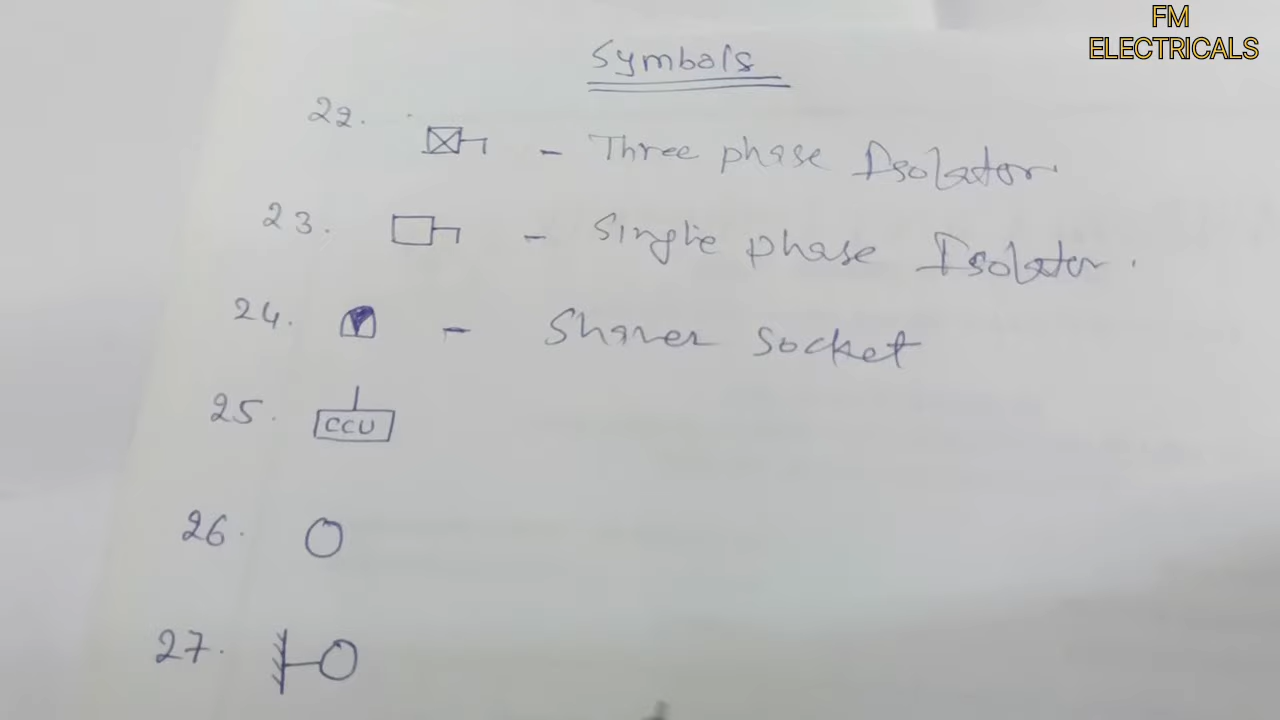 FM
ELECTRICALS
Symbols
22. - Three phase Isolator.
23. - Single phase Isolator.
24. - Shaver Socket
25. CCU
26.
27.